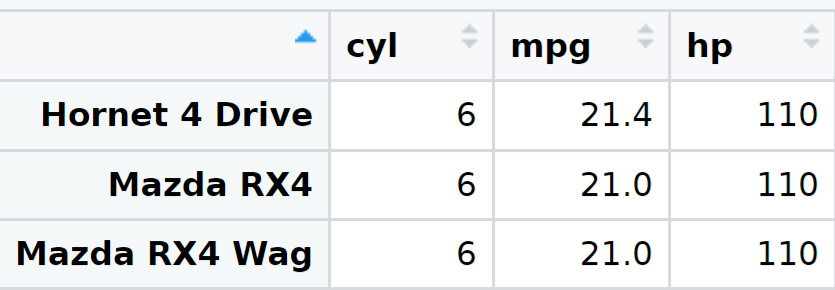 cyl mpg hp
Hornet 4 Drive 6 21.4 110
Mazda RX4 6 21.0 110
Mazda RX4 Wag 6 21.0 110